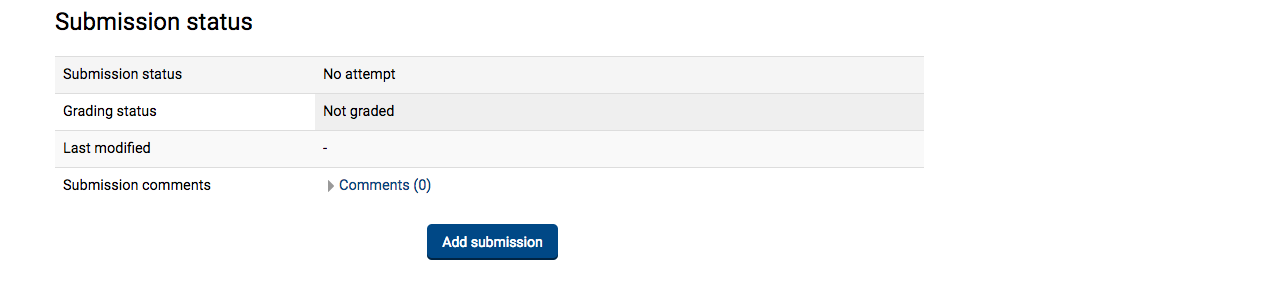 Submission status
Submission status No attempt
Grading status Not graded
Last modified -
Submission comments Comments (0)
Add submission